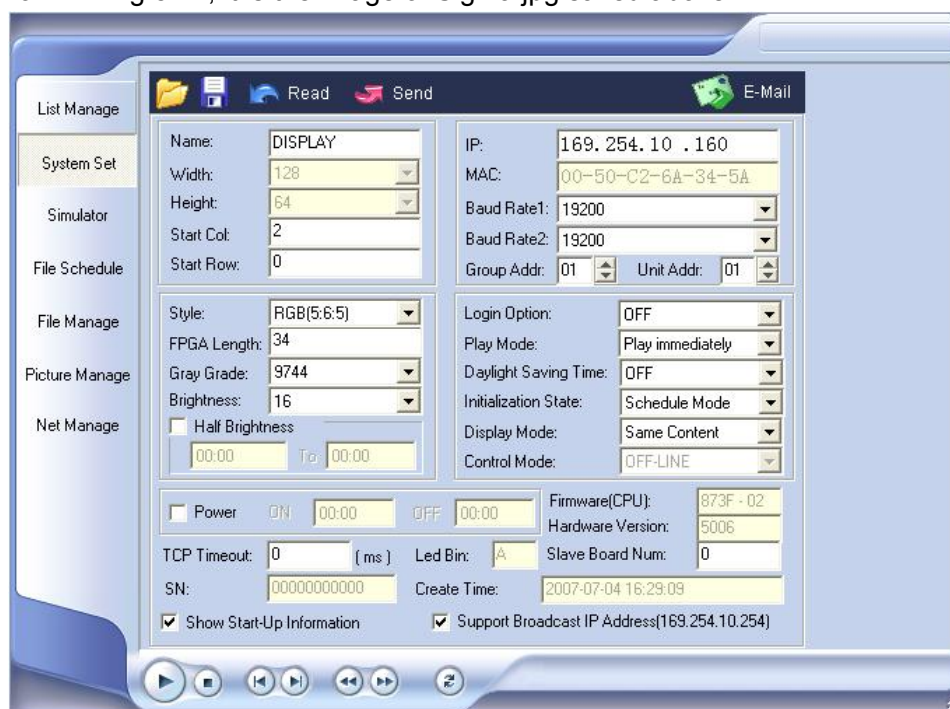 List Manage
System Set
Simulator
File Schedule
File Manage
Picture Manage
Net Manage
Read Send E-Mail
Name: DISPLAY
Width: 128
Height: 64
Start Col: 2
Start Row: 0
IP: 169.254.10 .160
MAC: 00-50-C2-6A-34-5A
Baud Rate1: 19200
Baud Rate2: 19200
Group Addr: 01 Unit Addr: 01
Style: RGB(5:6:5)
FPGA Length: 34
Gray Grade: 9744
Brightness: 16
Half Brightness
00:00 To 00:00
Login Option: OFF
Play Mode: Play immediately
Daylight Saving Time: OFF
Initialization State: Schedule Mode
Display Mode: Same Content
Control Mode: OFF-LINE
Power ON 00:00 OFF 00:00
Firmware(CPU): 873F - 02
Hardware Version: 5006
TCP Timeout: 0 ( ms ) Led Bin: A Slave Board Num: 0
SN: 00000000000 Create Time: 2007-07-04 16:29:09
Show Start-Up Information Support Broadcast IP Address(169.254.10.254)